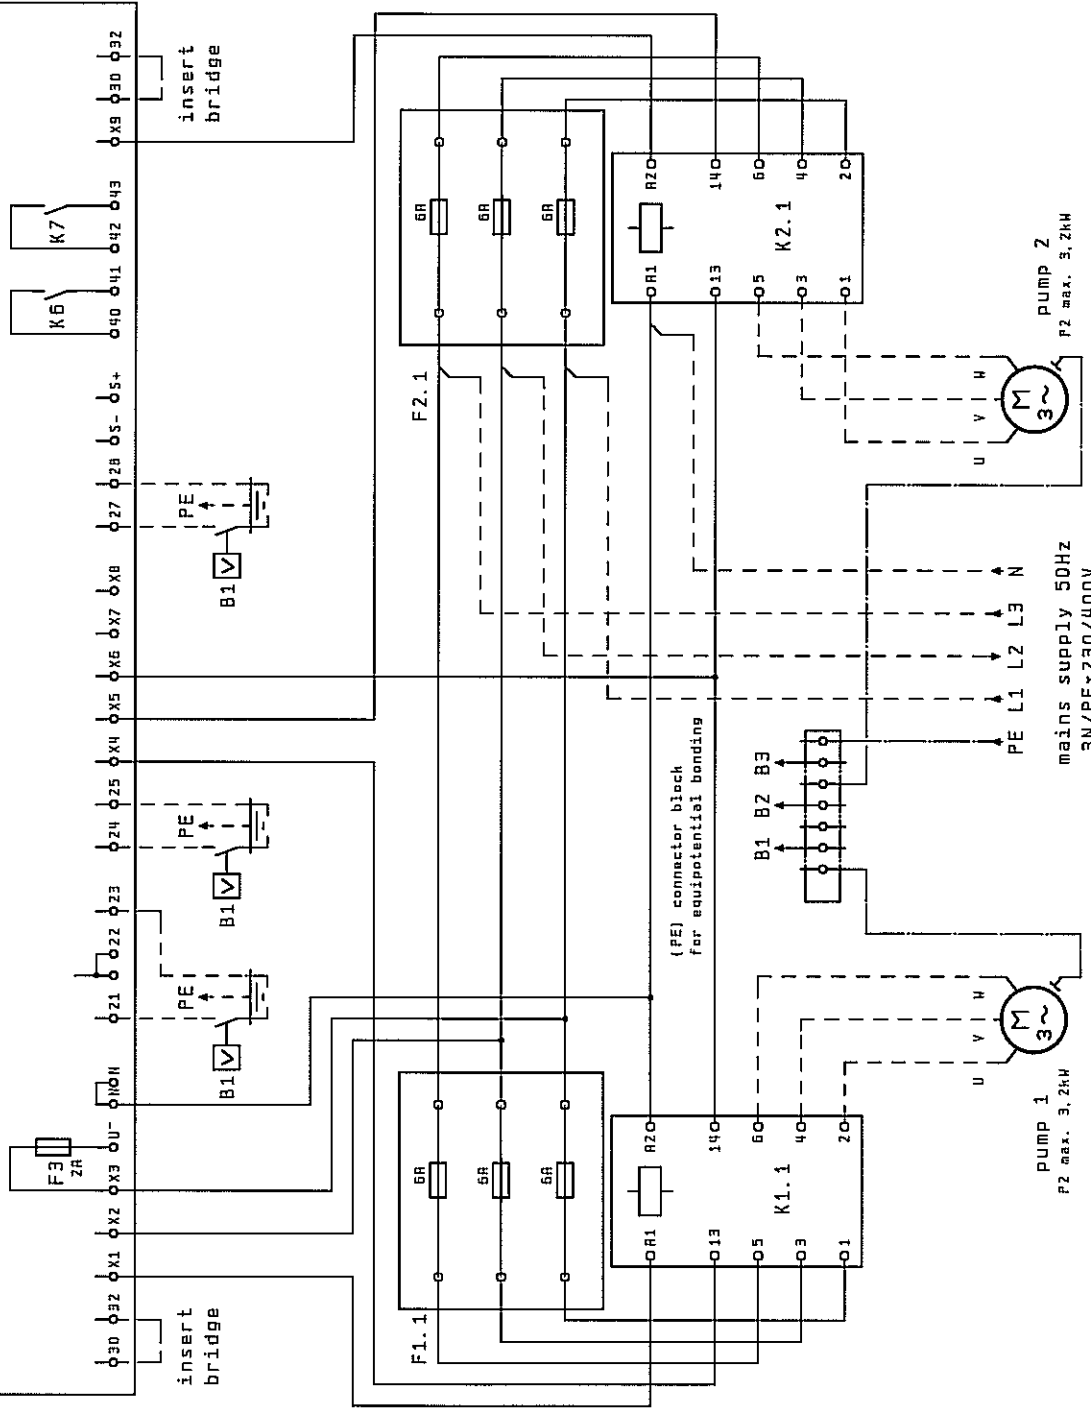 30
32
X1
X2
X3
U~
N
N
21
22
23
24
25
X4
X5
X6
X7
X8
27
28
S-
S+
40
41
42
43
X9
30
32
insert
bridge
F3
2A
B1
PE
B1
PE
B1
PE
K6
K7
insert
bridge
F1.1
6A
6A
6A
F2.1
6A
6A
6A
A1
A2
13
14
5
6
3
4
1
2
K1.1
A1
A2
13
14
5
6
3
4
1
2
K2.1
(PE) connector block
for equipotential bonding
B1
B2
B3
U
V
W
M
3~
pump 1
P2 max. 3,2kW
PE
L1
L2
L3
N
mains supply 50Hz
3N/PE~230/400V
U
V
W
M
3~
pump 2
P2 max. 3,2kW